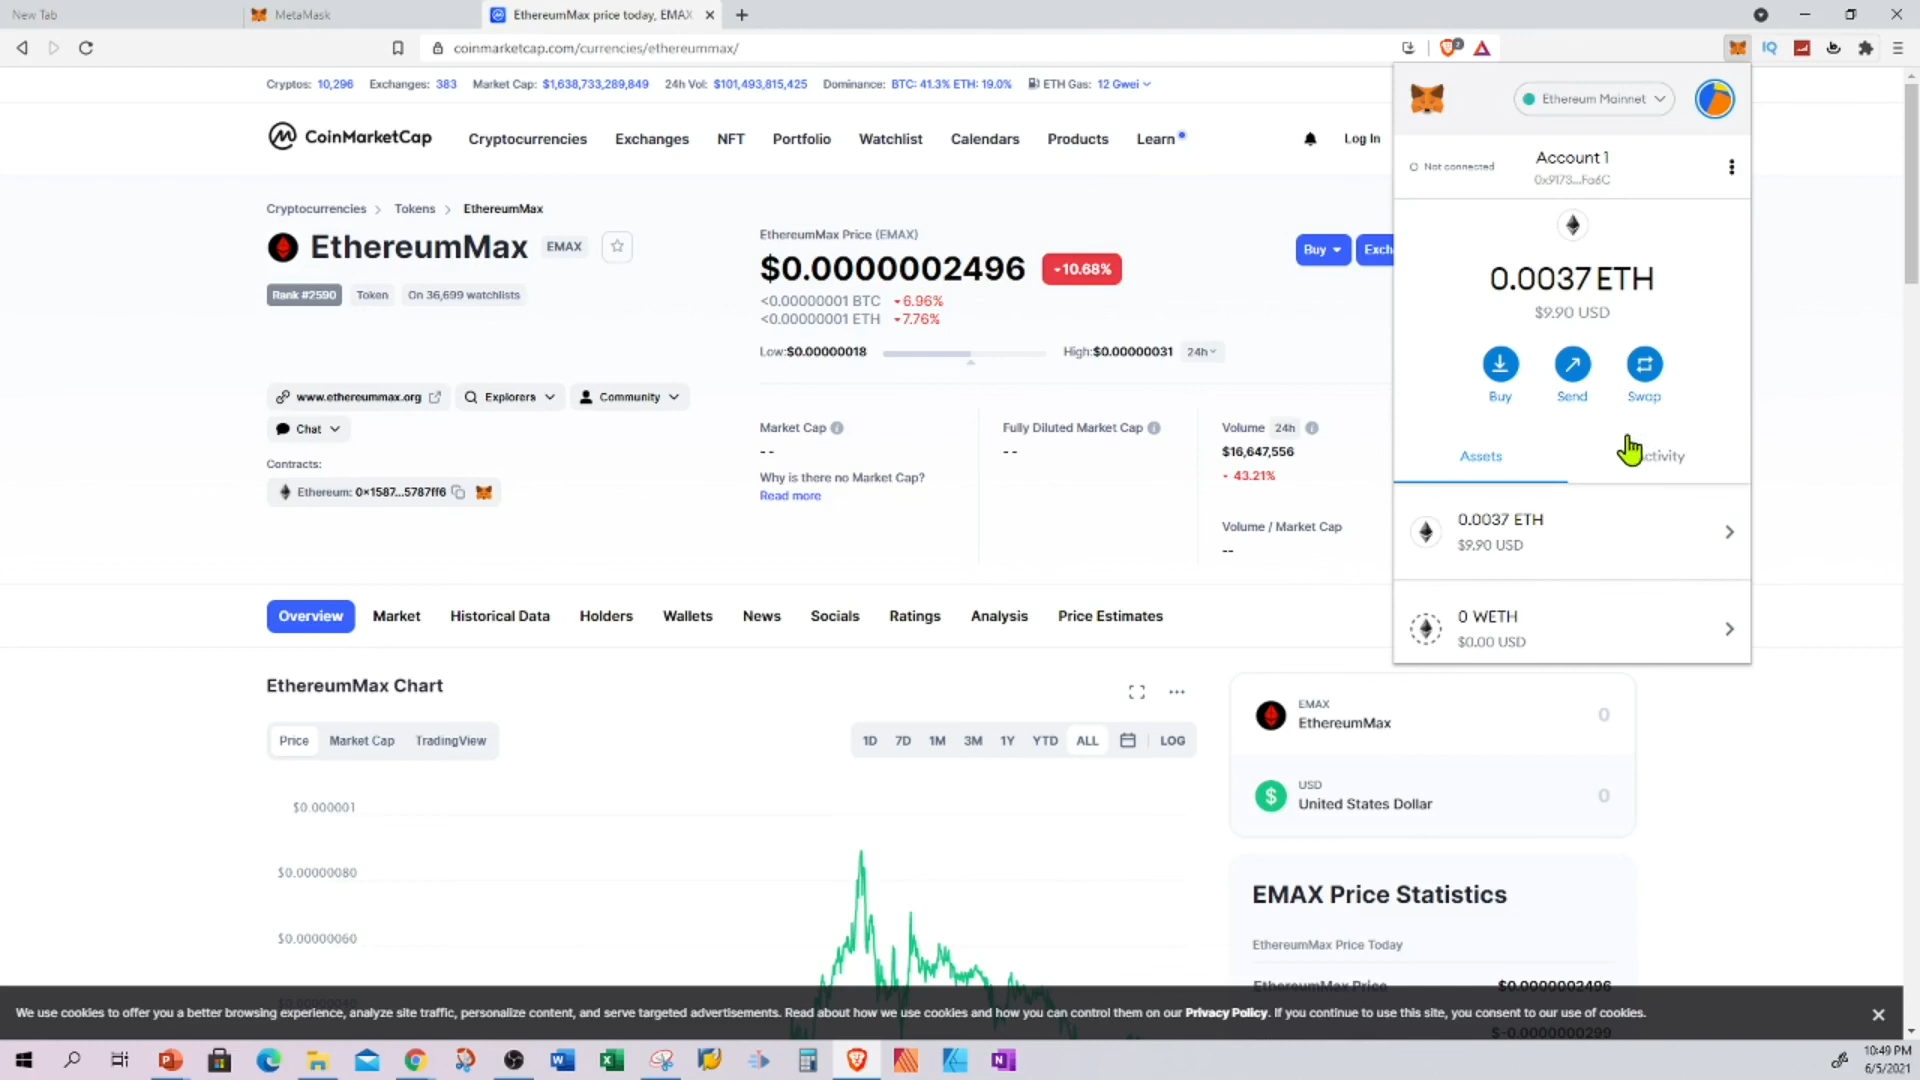 New Tab
MetaMask
EthereumMax price today, EMAX
coinmarketcap.com/currencies/ethereummax/
2
IQ
Cryptos: 10,296 Exchanges: 383 Market Cap: $1,638,733,289,849 24h Vol: $101,493,815,425 Dominance: BTC: 41.3% ETH: 19.0% ETH Gas: 12 Gwei
CoinMarketCap
Cryptocurrencies Exchanges NFT Portfolio Watchlist Calendars Products Learn
Log In
Cryptocurrencies > Tokens > EthereumMax
EthereumMax EMAX
Rank #2590 Token On 36,699 watchlists
EthereumMax Price (EMAX)
$0.0000002496 10.68%
<0.00000001 BTC 6.96%
<0.00000001 ETH 7.76%
Low:$0.00000018 High:$0.00000031 24h
Buy
Exch
www.ethereummax.org Explorers Community
Chat
Contracts:
Ethereum: 0x1587...5787ff6
Market Cap
- -
Why is there no Market Cap?
Read more
Fully Diluted Market Cap
- -
Volume 24h
$16,647,556
43.21%
Volume / Market Cap
--
Ethereum Mainnet
Not connected
Account 1
0x9173...Fa6C
0.0037 ETH
$9.90 USD
Buy Send Swap
Assets ctivity
0.0037 ETH
$9.90 USD
0 WETH
$0.00 USD
Overview Market Historical Data Holders Wallets News Socials Ratings Analysis Price Estimates
EthereumMax Chart
Price Market Cap TradingView
1D 7D 1M 3M 1Y YTD ALL LOG
$0.000001
$0.00000080
$0.00000060
$0.00000040
EMAX
EthereumMax
0
USD
United States Dollar
0
EMAX Price Statistics
EthereumMax Price Today
EthereumMax Price $0.0000002496
$-0.0000000299
We use cookies to offer you a better browsing experience, analyze site traffic, personalize content, and serve targeted advertisements. Read about how we use cookies and how you can control them on our Privacy Policy. If you continue to use this site, you consent to our use of cookies.
10:49 PM
6/5/2021